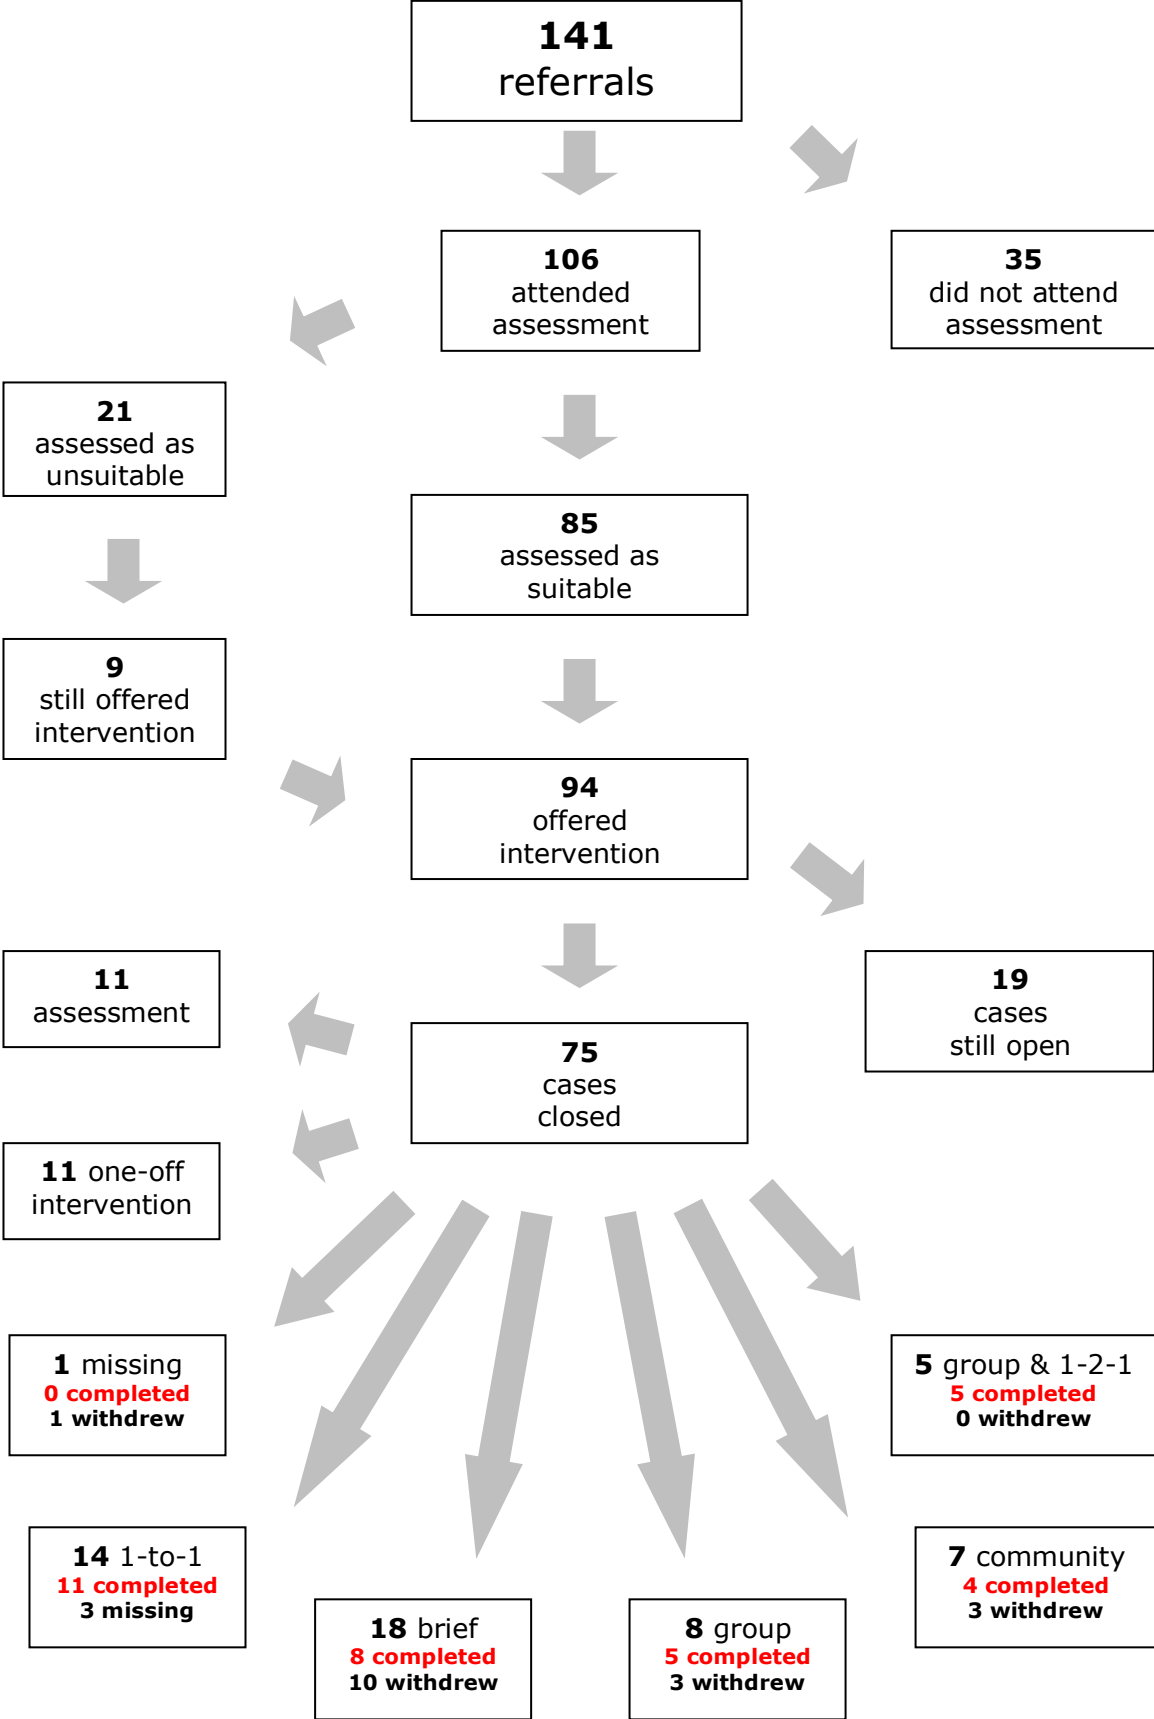 141
referrals
106
attended
assessment
35
did not attend
assessment
21
assessed as
unsuitable
85
assessed as
suitable
9
still offered
intervention
94
offered
intervention
11
assessment
19
cases
still open
75
cases
closed
11 one-off
intervention
1 missing
0 completed
1 withdrew
5 group & 1-2-1
5 completed
0 withdrew
14 1-to-1
11 completed
3 missing
7 community
4 completed
3 withdrew
18 brief
8 completed
10 withdrew
8 group
5 completed
3 withdrew